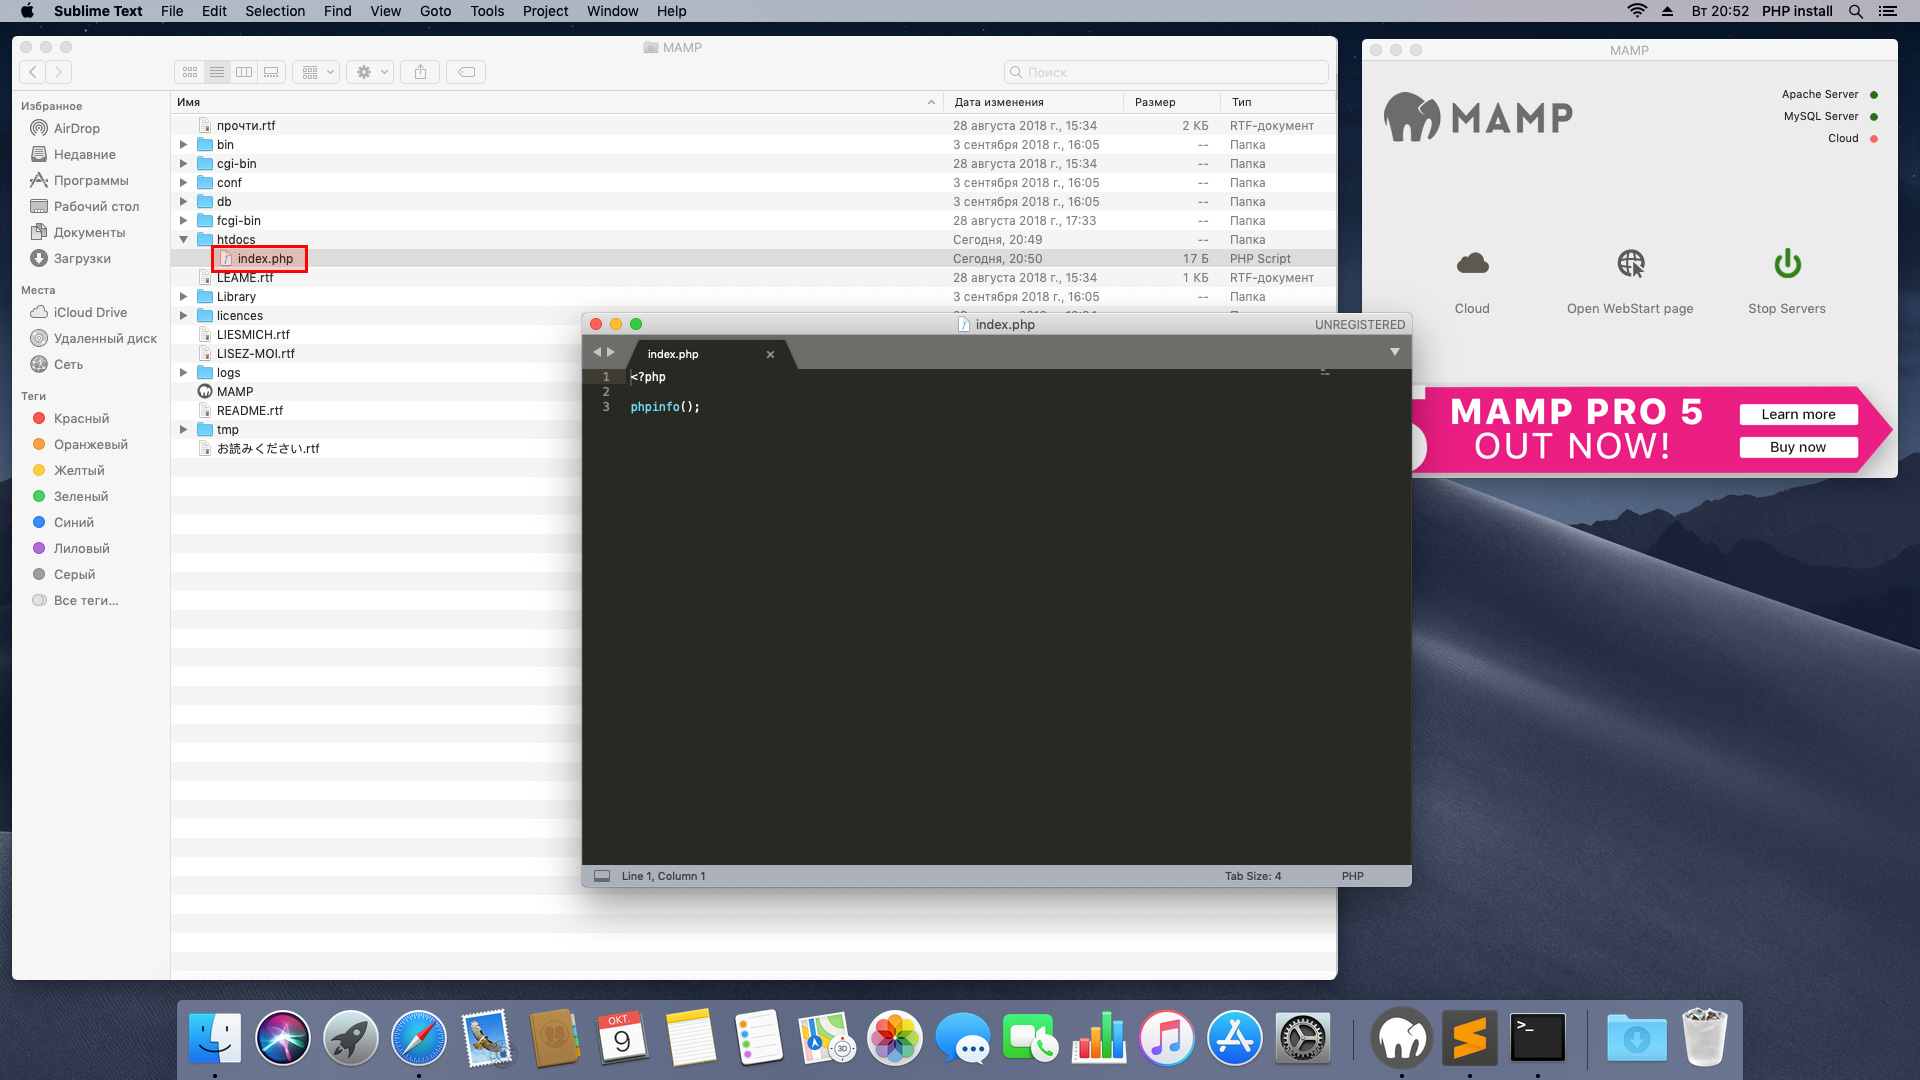 Sublime Text File Edit Selection Find View Goto Tools Project Window Help Вт 20:52 PHP install
MAMP
Поиск
Избранное
AirDrop
Недавние
Программы
Рабочий стол
Документы
Загрузки
Места
iCloud Drive
Удаленный диск
Сеть
Теги
Красный
Оранжевый
Желтый
Зеленый
Синий
Лиловый
Серый
Все теги...
Имя Дата изменения Размер Тип
прочти.rtf 28 августа 2018 г., 15:34 2 КБ RTF-документ
bin 3 сентября 2018 г., 16:05 -- Папка
cgi-bin 28 августа 2018 г., 15:34 -- Папка
conf 3 сентября 2018 г., 16:05 -- Папка
db 3 сентября 2018 г., 16:05 -- Папка
fcgi-bin 28 августа 2018 г., 17:33 -- Папка
htdocs Сегодня, 20:49 -- Папка
index.php Сегодня, 20:50 17 Б PHP Script
LEAME.rtf 28 августа 2018 г., 15:34 1 КБ RTF-документ
Library 3 сентября 2018 г., 16:05 -- Папка
licences
LIESMICH.rtf
LISEZ-MOI.rtf
logs
MAMP
README.rtf
tmp
お読みください.rtf
index.php UNREGISTERED
index.php
1 <?php
2
3 phpinfo();
Line 1, Column 1 Tab Size: 4 PHP
MAMP
MAMP
Apache Server
MySQL Server
Cloud
Cloud Open WebStart page Stop Servers
MAMP PRO 5
OUT NOW!
Learn more
Buy now
ОКТ.
9
3D
>_